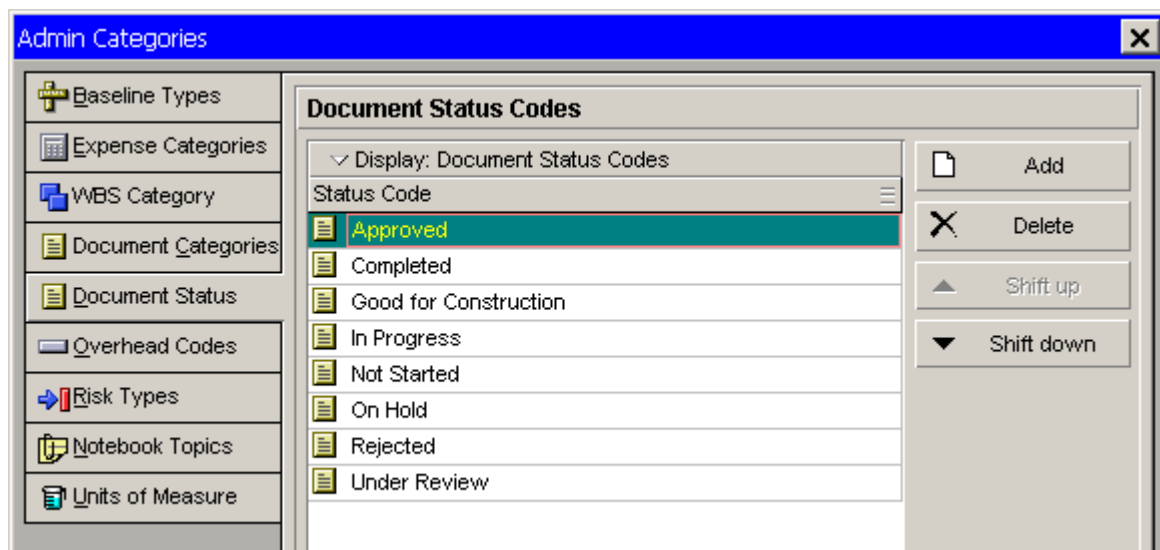 Admin Categories
Baseline Types
Expense Categories
WBS Category
Document Categories
Document Status
Overhead Codes
Risk Types
Notebook Topics
Units of Measure
Document Status Codes
Display: Document Status Codes
Status Code
Approved
Completed
Good for Construction
In Progress
Not Started
On Hold
Rejected
Under Review
Add
Delete
Shift up
Shift down